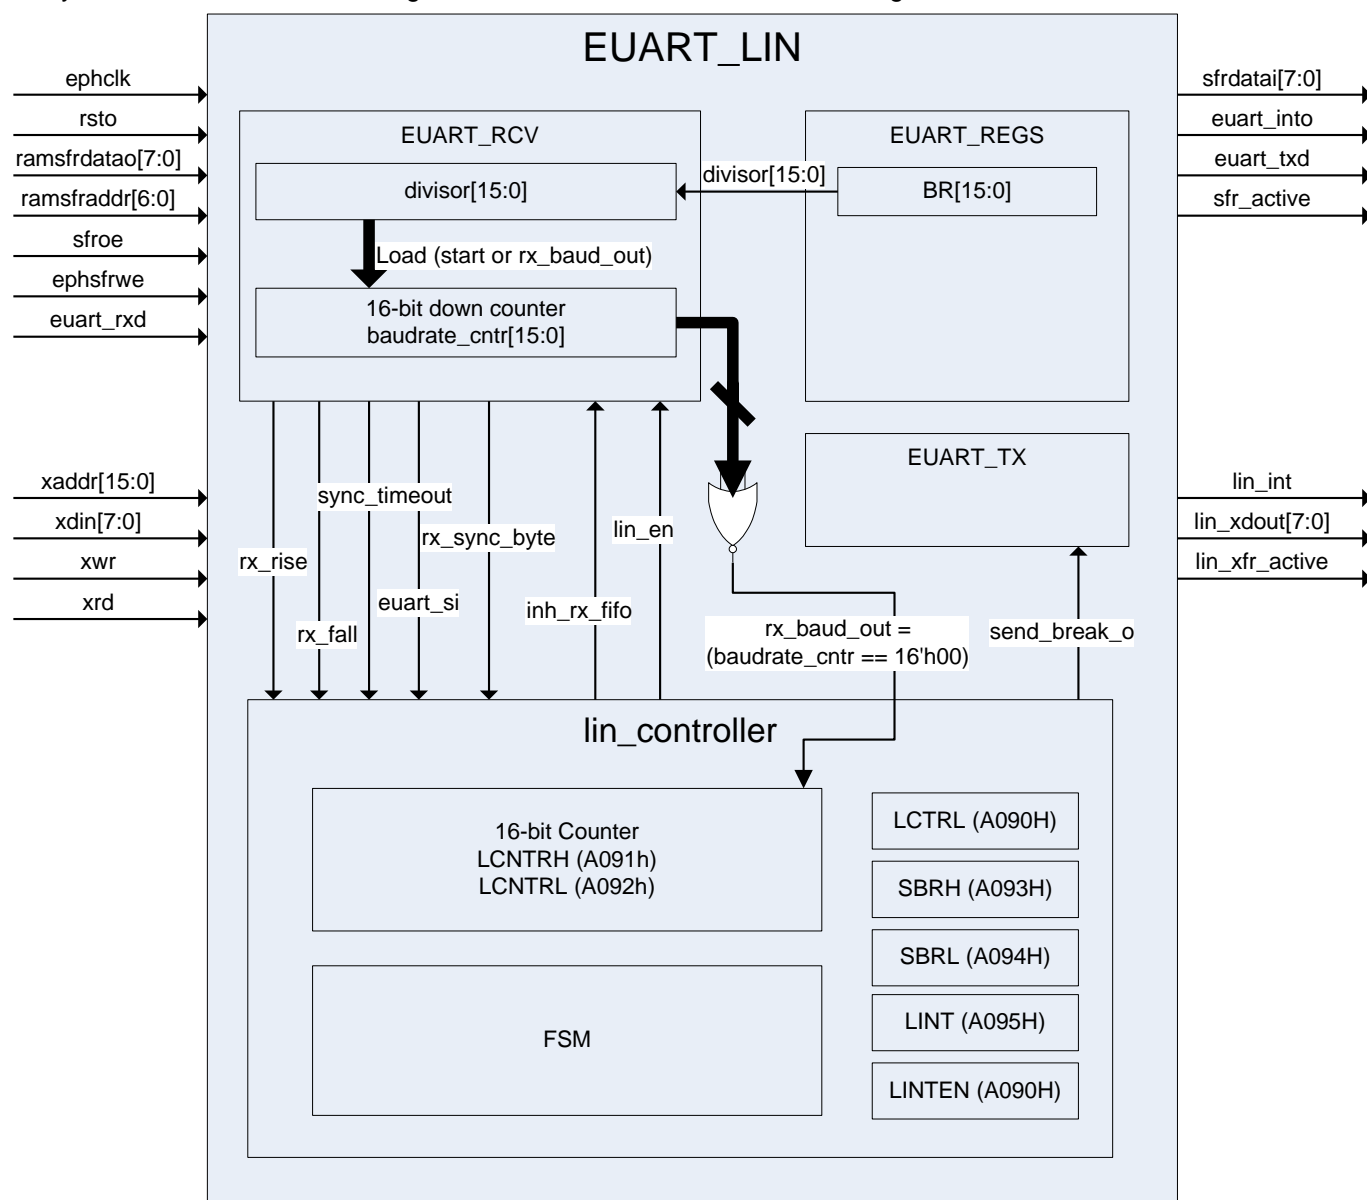 EUART_LIN
ephclk
rsto
ramsfrdatao[7:0]
ramsfraddr[6:0]
sfroe
ephsfrwe
euart_rxd
xaddr[15:0]
xdin[7:0]
xwr
xrd
EUART_RCV
divisor[15:0]
Load (start or rx_baud_out)
16-bit down counter
baudrate_cntr[15:0]
divisor[15:0]
EUART_REGS
BR[15:0]
EUART_TX
sfrdatai[7:0]
euart_into
euart_txd
sfr_active
lin_int
lin_xdout[7:0]
lin_xfr_active
rx_rise
rx_fall
sync_timeout
euart_si
rx_sync_byte
inh_rx_fifo
lin_en
rx_baud_out =
(baudrate_cntr == 16'h00)
send_break_o
lin_controller
16-bit Counter
LCNTRH (A091h)
LCNTRL (A092h)
FSM
LCTRL (A090H)
SBRH (A093H)
SBRL (A094H)
LINT (A095H)
LINTEN (A090H)